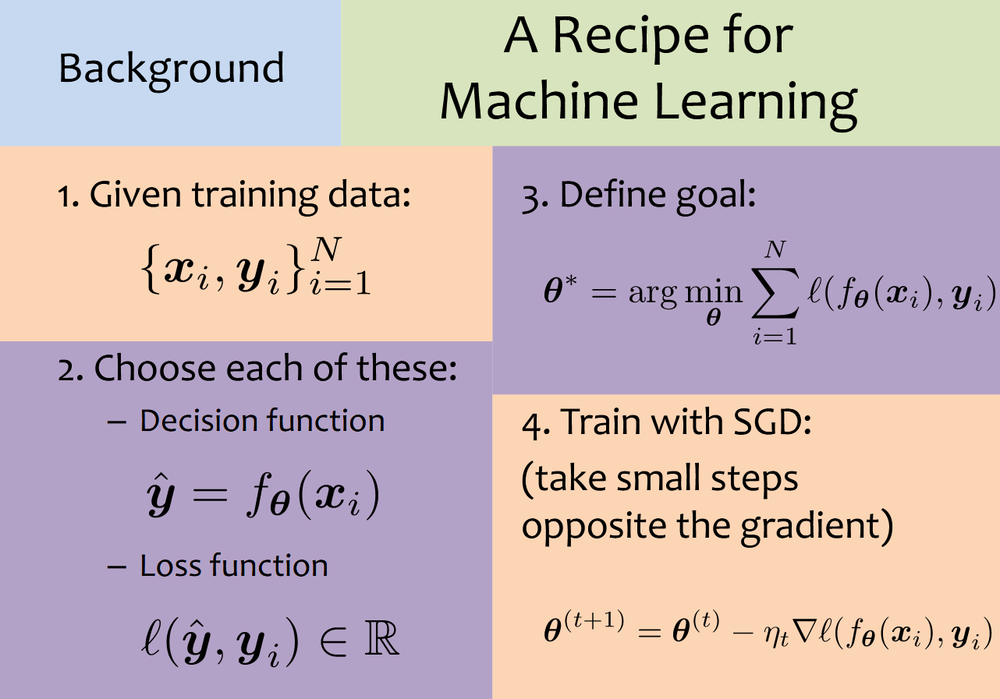 Background
A Recipe for
Machine Learning
1. Given training data:
$\{\boldsymbol{x}_i, \boldsymbol{y}_i\}_{i=1}^N$
2. Choose each of these:
– Decision function
$\hat{\boldsymbol{y}} = f_{\boldsymbol{\theta}}(\boldsymbol{x}_i)$
– Loss function
$\ell(\hat{\boldsymbol{y}}, \boldsymbol{y}_i) \in \mathbb{R}$
3. Define goal:
$\boldsymbol{\theta}^* = \arg\min_{\boldsymbol{\theta}} \sum_{i=1}^N \ell(f_{\boldsymbol{\theta}}(\boldsymbol{x}_i), \boldsymbol{y}_i)$
4. Train with SGD:
(take small steps
opposite the gradient)
$\boldsymbol{\theta}^{(t+1)} = \boldsymbol{\theta}^{(t)} - \eta_t \nabla \ell(f_{\boldsymbol{\theta}}(\boldsymbol{x}_i), \boldsymbol{y}_i)$